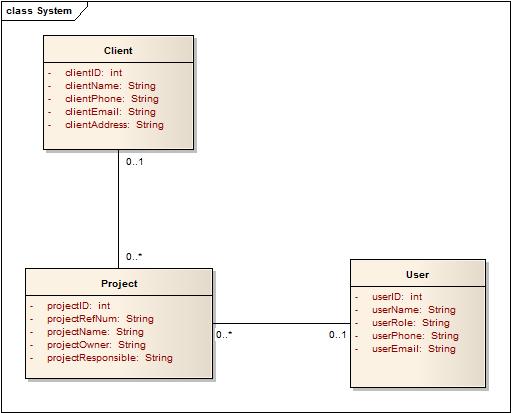 class System
Client
- clientID: int
- clientName: String
- clientPhone: String
- clientEmail: String
- clientAddress: String
0..1
0..*
Project
- projectID: int
- projectRefNum: String
- projectName: String
- projectOwner: String
- projectResponsible: String
0..*
0..1
User
- userID: int
- userName: String
- userRole: String
- userPhone: String
- userEmail: String